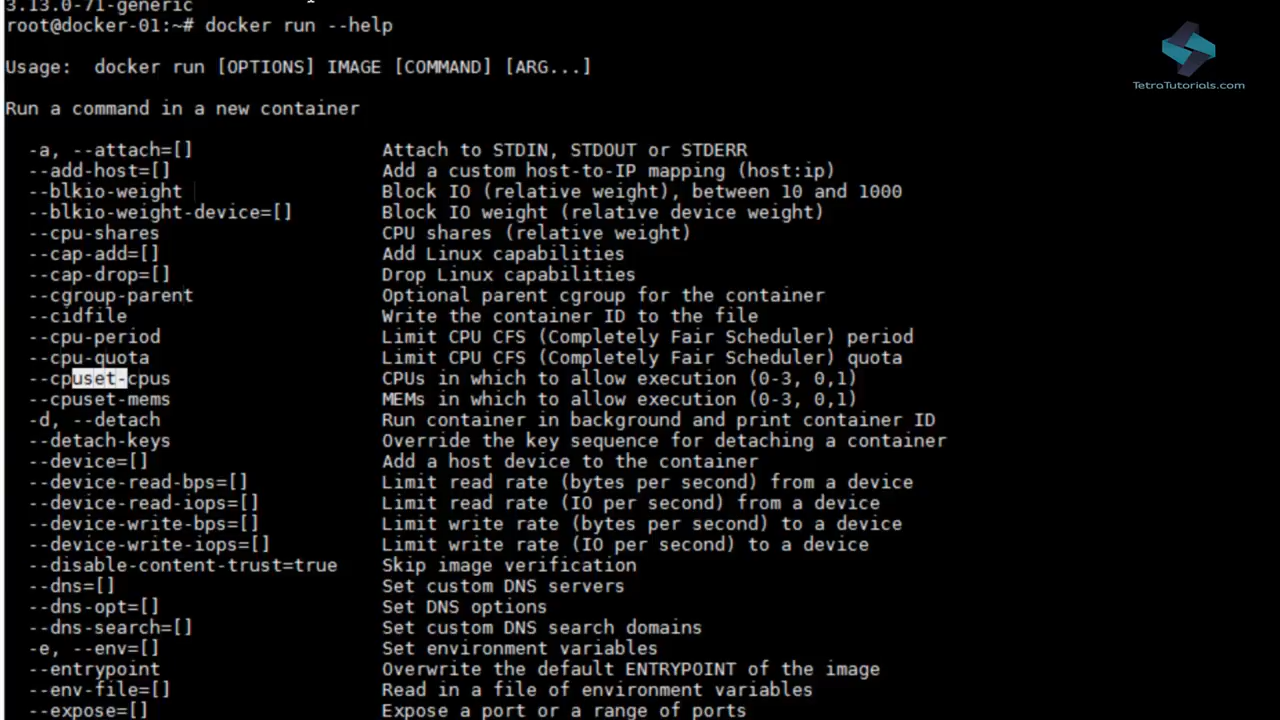 3.13.0-71-generic
root@docker-01:~# docker run --help
Usage:  docker run [OPTIONS] IMAGE [COMMAND] [ARG...]
Run a command in a new container
-a, --attach=[]                 Attach to STDIN, STDOUT or STDERR
--add-host=[]                   Add a custom host-to-IP mapping (host:ip)
--blkio-weight                  Block IO (relative weight), between 10 and 1000
--blkio-weight-device=[]        Block IO weight (relative device weight)
--cpu-shares                    CPU shares (relative weight)
--cap-add=[]                    Add Linux capabilities
--cap-drop=[]                   Drop Linux capabilities
--cgroup-parent                 Optional parent cgroup for the container
--cidfile                       Write the container ID to the file
--cpu-period                    Limit CPU CFS (Completely Fair Scheduler) period
--cpu-quota                     Limit CPU CFS (Completely Fair Scheduler) quota
--cpuset-cpus                   CPUs in which to allow execution (0-3, 0,1)
--cpuset-mems                   MEMs in which to allow execution (0-3, 0,1)
-d, --detach                    Run container in background and print container ID
--detach-keys                   Override the key sequence for detaching a container
--device=[]                     Add a host device to the container
--device-read-bps=[]            Limit read rate (bytes per second) from a device
--device-read-iops=[]           Limit read rate (IO per second) from a device
--device-write-bps=[]           Limit write rate (bytes per second) to a device
--device-write-iops=[]          Limit write rate (IO per second) to a device
--disable-content-trust=true    Skip image verification
--dns=[]                        Set custom DNS servers
--dns-opt=[]                    Set DNS options
--dns-search=[]                 Set custom DNS search domains
-e, --env=[]                    Set environment variables
--entrypoint                    Overwrite the default ENTRYPOINT of the image
--env-file=[]                   Read in a file of environment variables
--expose=[]                     Expose a port or a range of ports
TetraTutorials.com